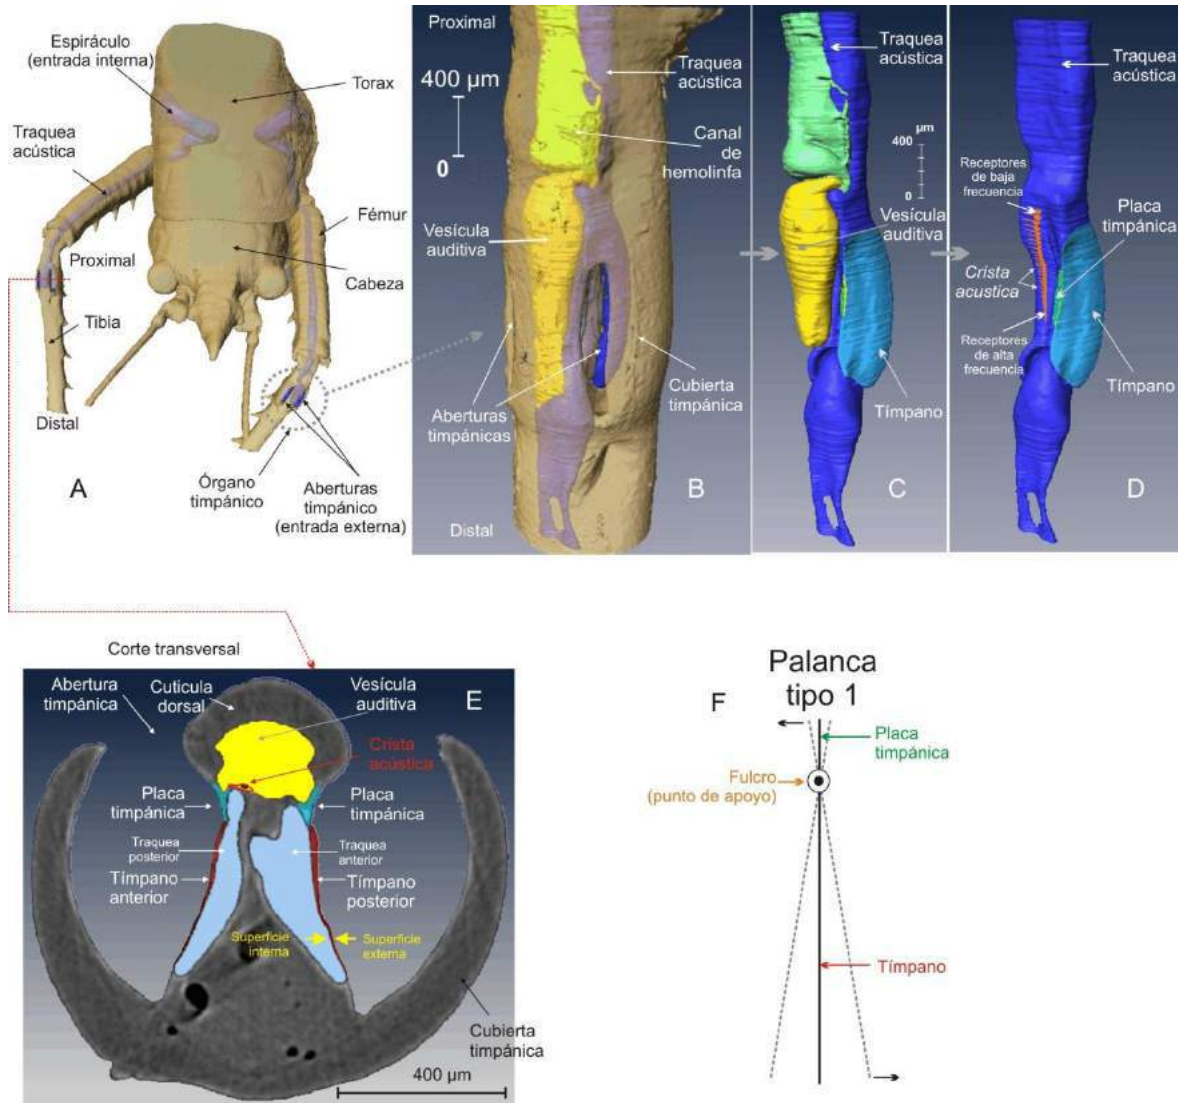 Espiráculo
(entrada interna)
Torax
Traquea
acústica
Fémur
Proximal
Cabeza
Tibia
Distal
A
Órgano
timpánico
Aberturas
timpánico
(entrada externa)
Proximal
400 µm
0
Traquea
acústica
Canal
de
hemolinfa
Vesícula
auditiva
Cubierta
timpánica
Aberturas
timpánicas
B
Distal
Traquea
acústica
400
µm
0
Vesícula
auditiva
Tímpano
C
Traquea
acústica
Receptores
de baja
frecuencia
Placa
timpánica
Crista
acustica
Receptores
de alta
frecuencia
Tímpano
D
Corte transversal
Abertura
timpánica
Cuticula
dorsal
Vesícula
auditiva
E
Crista
acústica
Placa
timpánica
Placa
timpánica
Traquea
posterior
Traquea
anterior
Tímpano
anterior
Tímpano
posterior
Superficie
interna
Superficie
externa
Cubierta
timpánica
400 µm
Palanca
tipo 1
F
Placa
timpánica
Fulcro
(punto de apoyo)
Tímpano